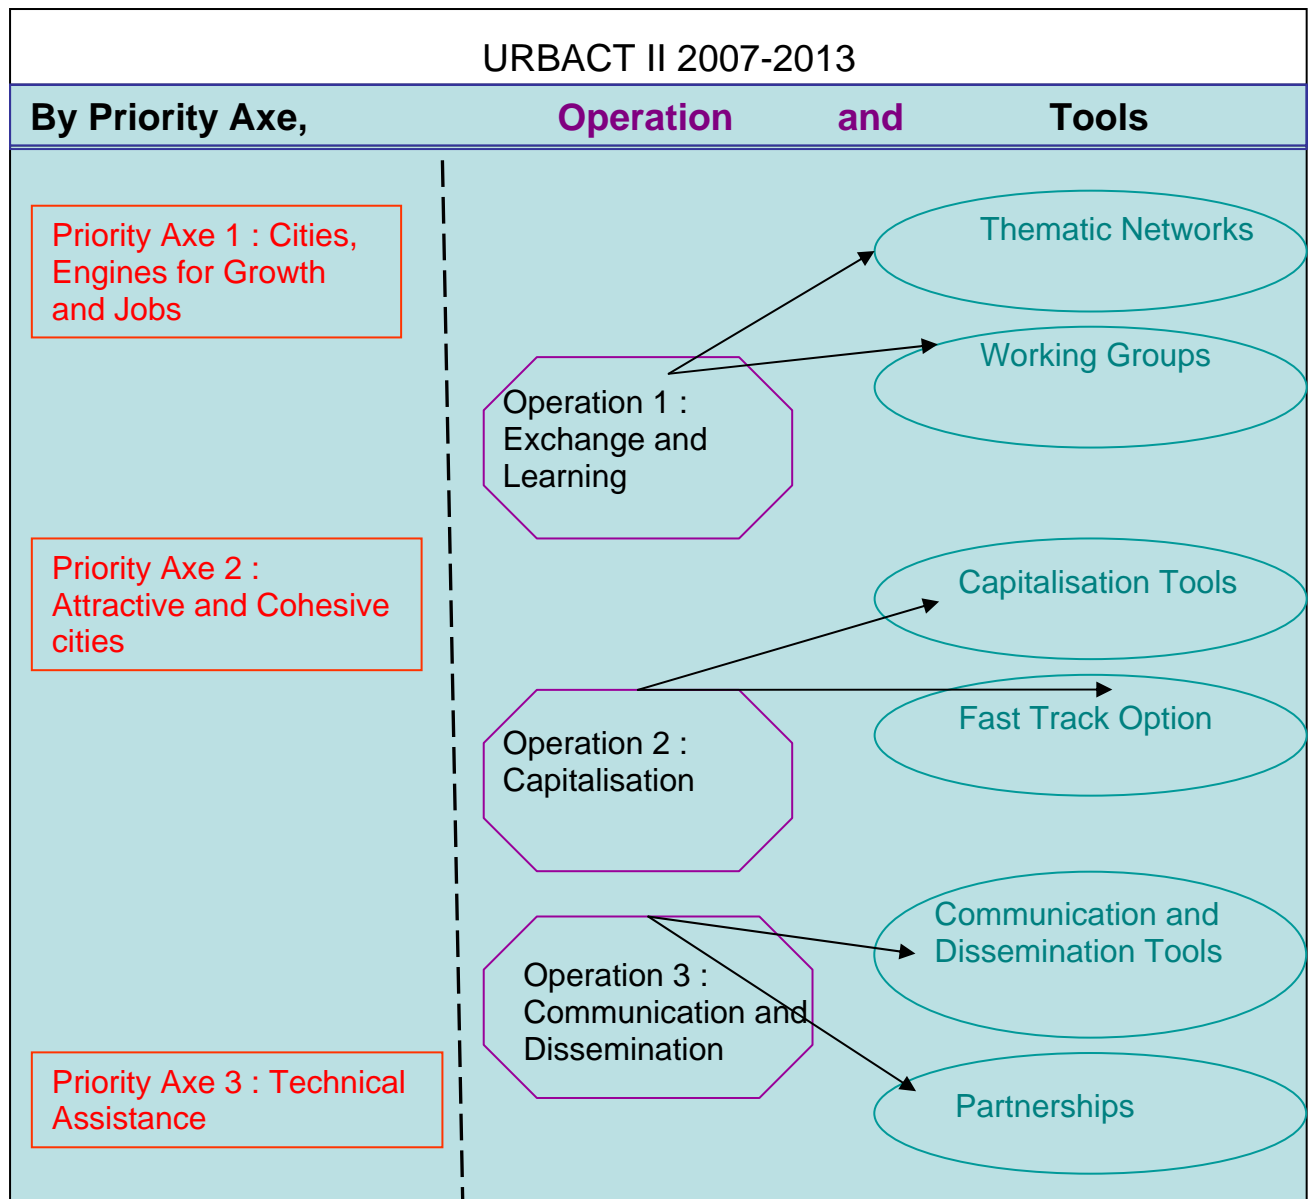 URBACT II 2007-2013
By Priority Axe, Operation and Tools
Priority Axe 1 : Cities,
Engines for Growth
and Jobs
Thematic Networks
Working Groups
Operation 1 :
Exchange and
Learning
Priority Axe 2 :
Attractive and Cohesive
cities
Capitalisation Tools
Fast Track Option
Operation 2 :
Capitalisation
Communication and
Dissemination Tools
Operation 3 :
Communication and
Dissemination
Priority Axe 3 : Technical
Assistance
Partnerships